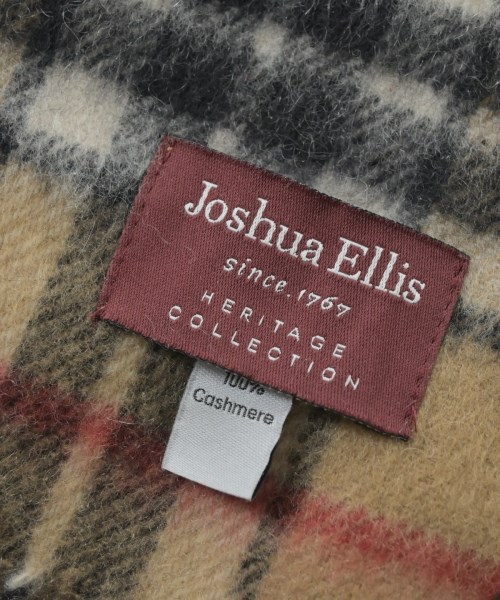 Joshua Ellis
since.1767
HERITAGE
COLLECTION
100%
Cashmere